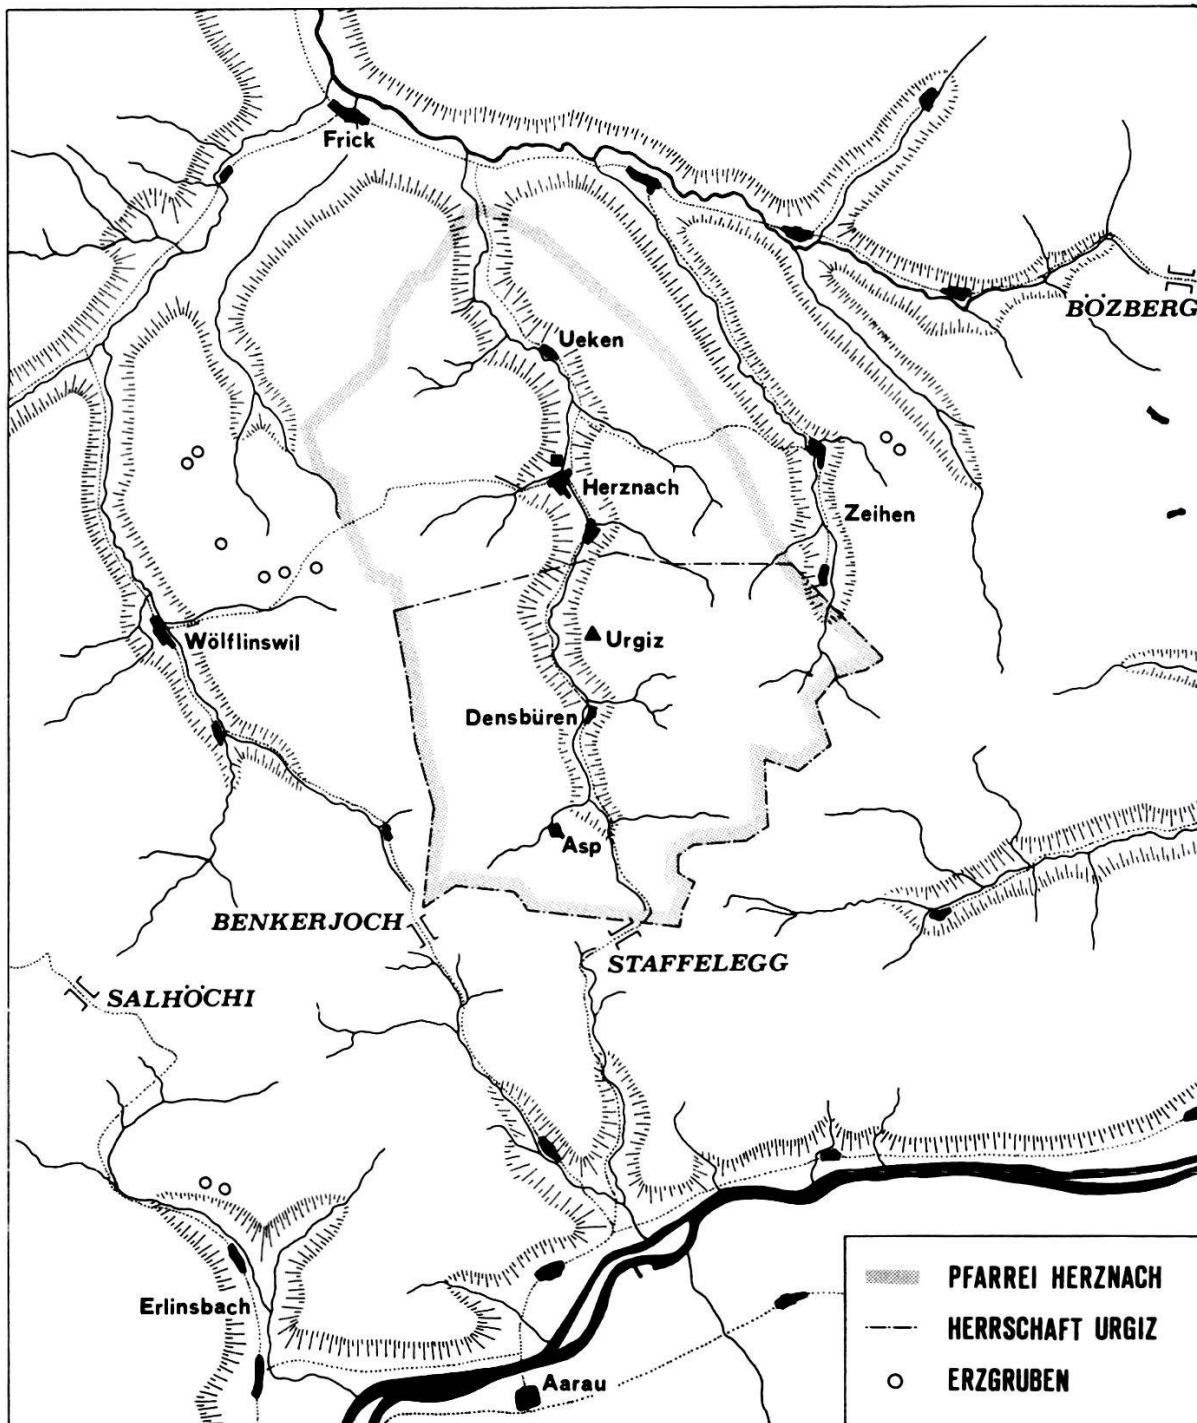 Frick
BÖZBERG
Ueken
Herznach
Zeihen
Wölflinswil
Urgiz
Densbüren
Asp
BENKERJOCH
STAFFELEGG
SALHÖCHI
Erlinsbach
Aarau
PFARREI HERZNACH
HERRSCHAFT URGIZ
ERZGRUBEN